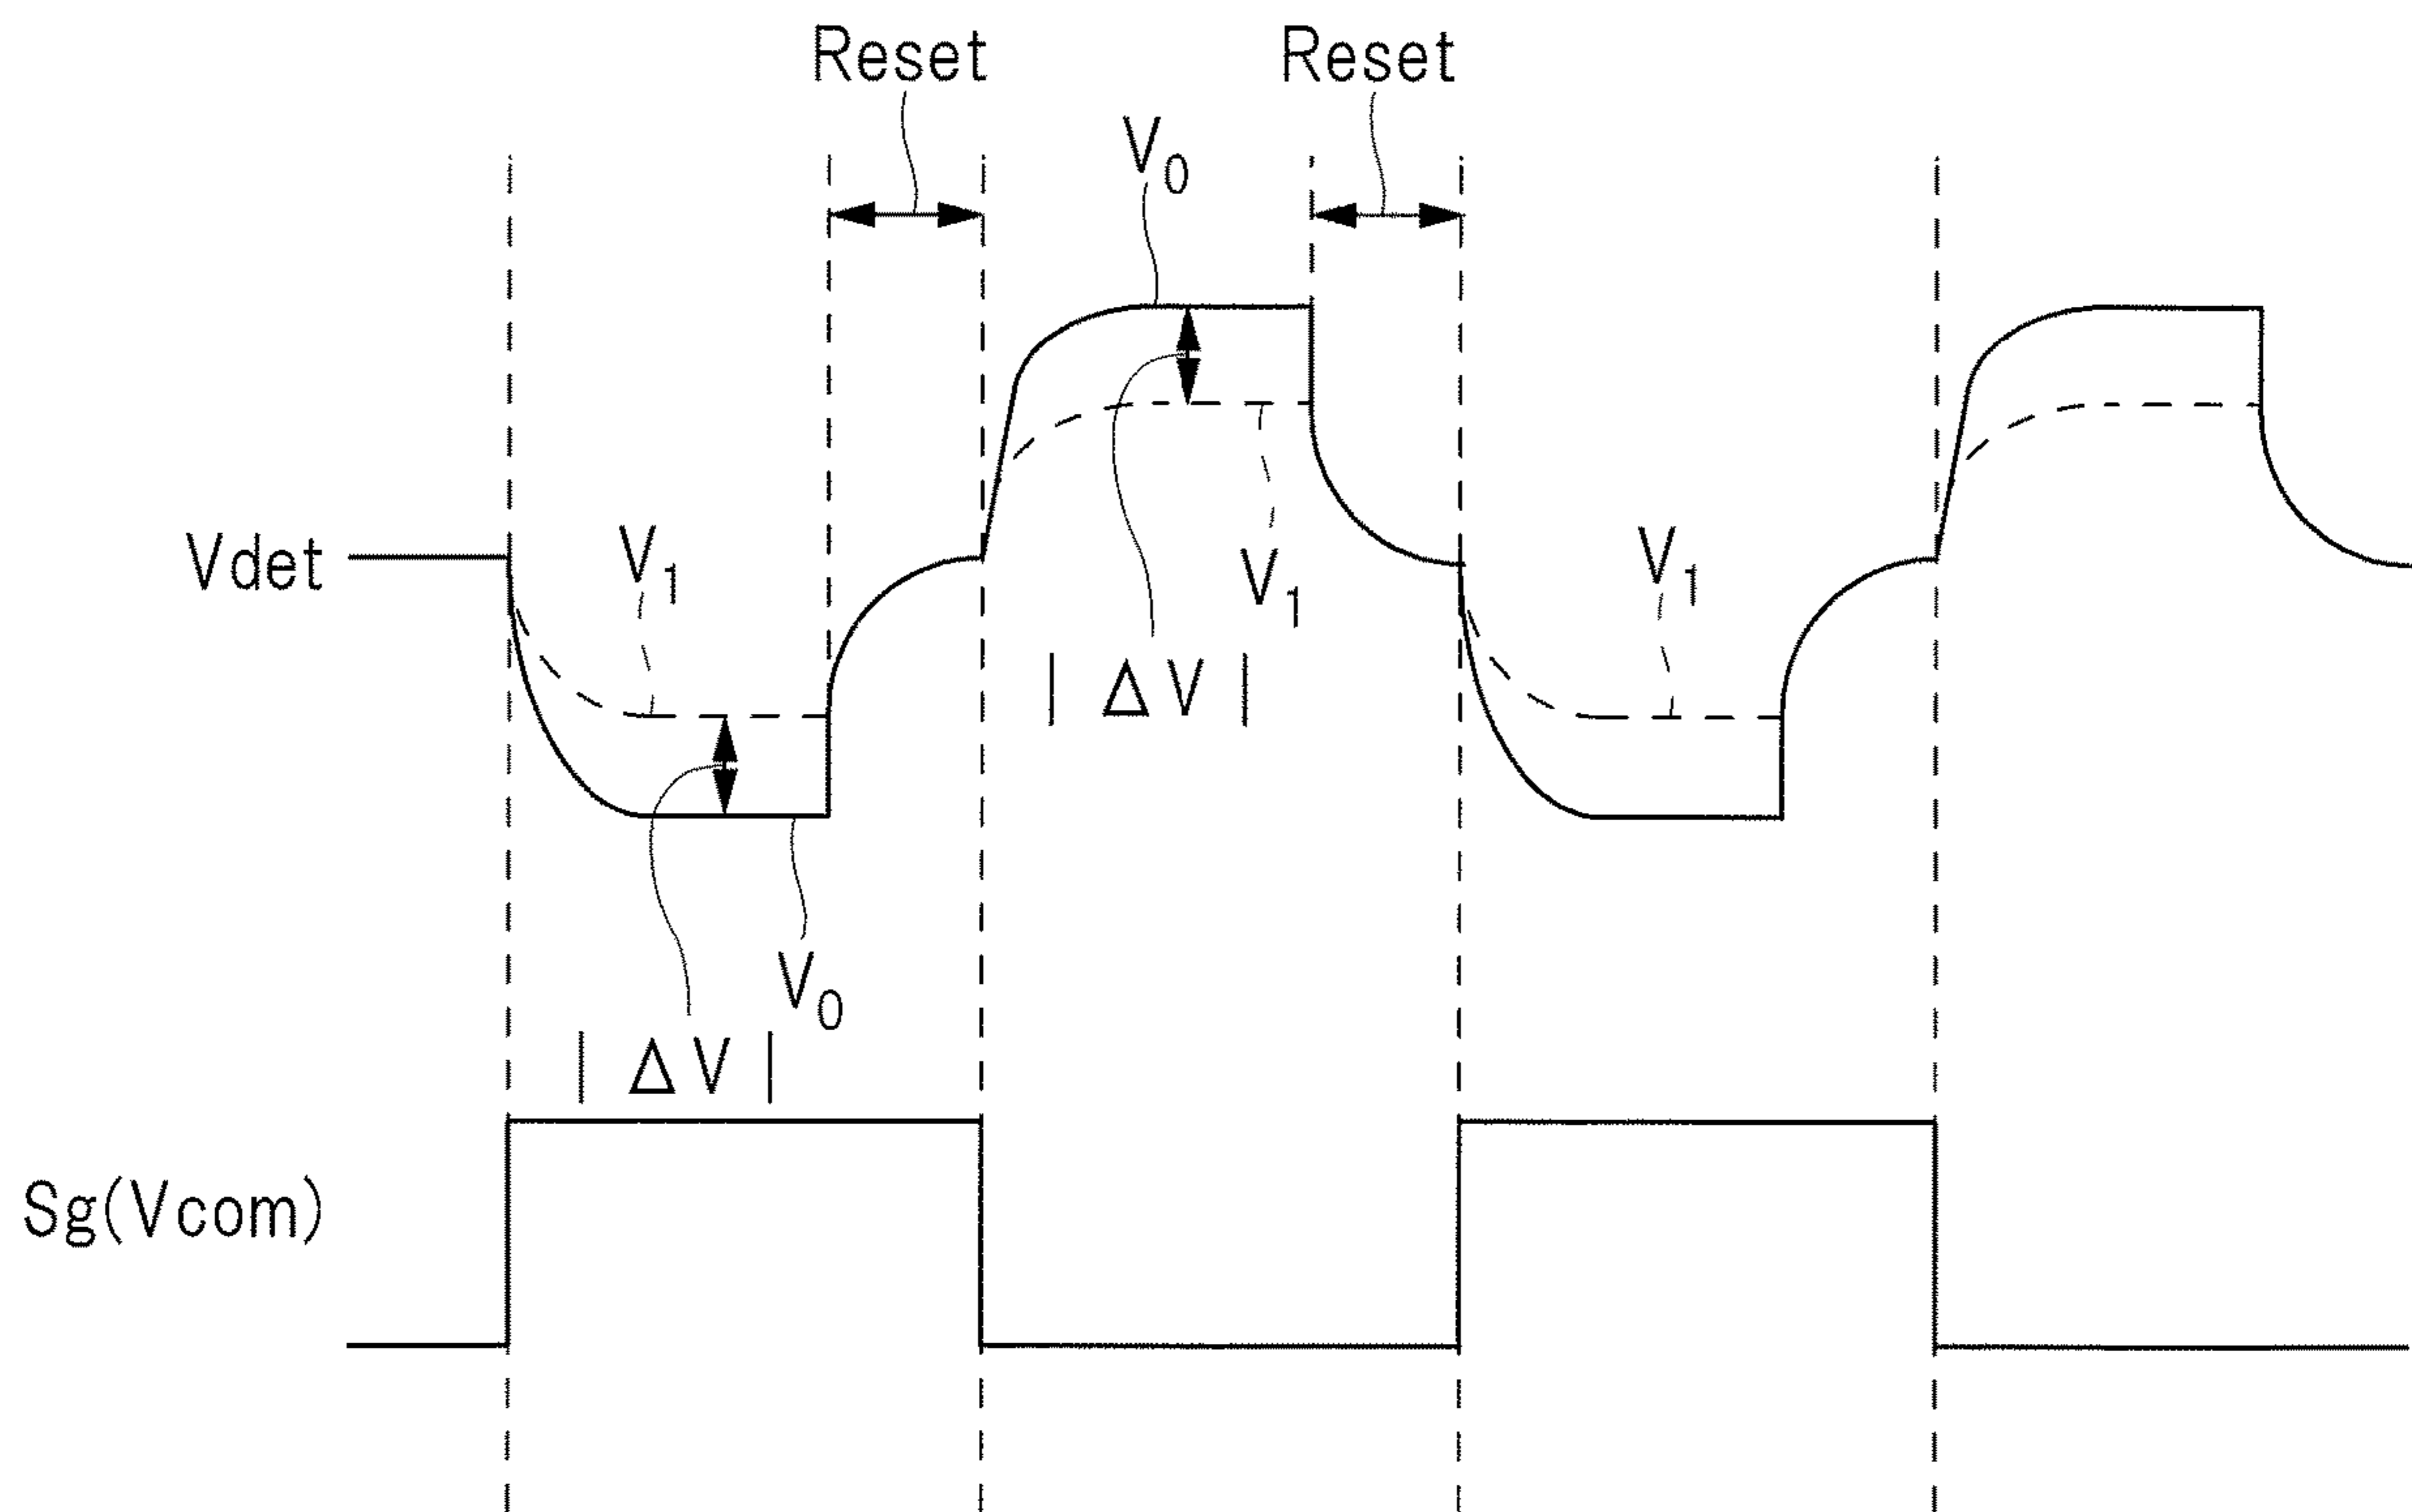 Reset Reset
V₀
Vdet V₁ V₁ V₁
| ΔV |
V₀
| ΔV |
Sg(Vcom)